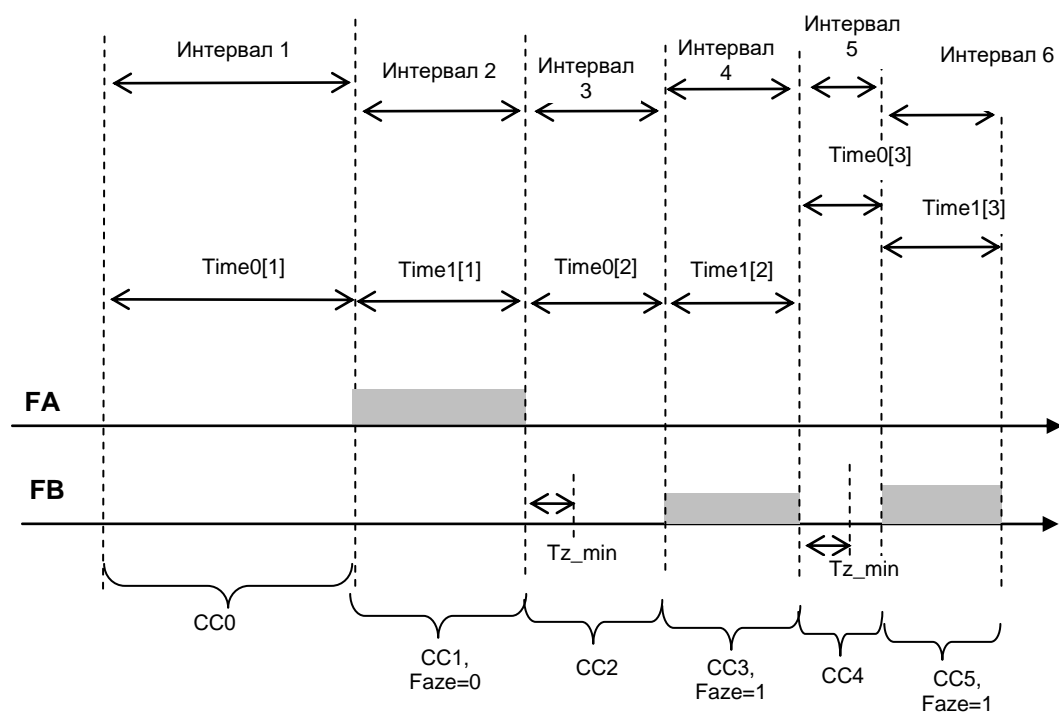 Интервал 1
Интервал 2
Интервал
3
Интервал
4
Интервал
5
Интервал 6
Time0[3]
Time1[3]
Time0[1]
Time1[1]
Time0[2]
Time1[2]
FA
FB
Tz_min
Tz_min
CC0
CC1,
Faze=0
CC2
CC3,
Faze=1
CC4
CC5,
Faze=1